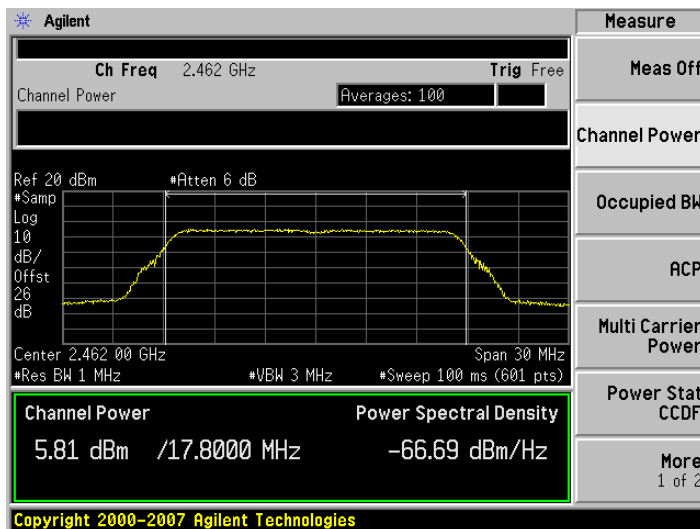 Agilent
Measure
Ch Freq 2.462 GHz Trig Free
Channel Power Averages: 100
Meas Off
Channel Power
Ref 20 dBm #Atten 6 dB
#Samp
Log
10
dB/
Offst
26
dB
Occupied BW
ACP
Multi Carrier
Power
Center 2.462 00 GHz Span 30 MHz
#Res BW 1 MHz #VBW 3 MHz #Sweep 100 ms (601 pts)
Channel Power Power Spectral Density
5.81 dBm /17.8000 MHz -66.69 dBm/Hz
Power Stat
CCDF
More
1 of 2
Copyright 2000-2007 Agilent Technologies